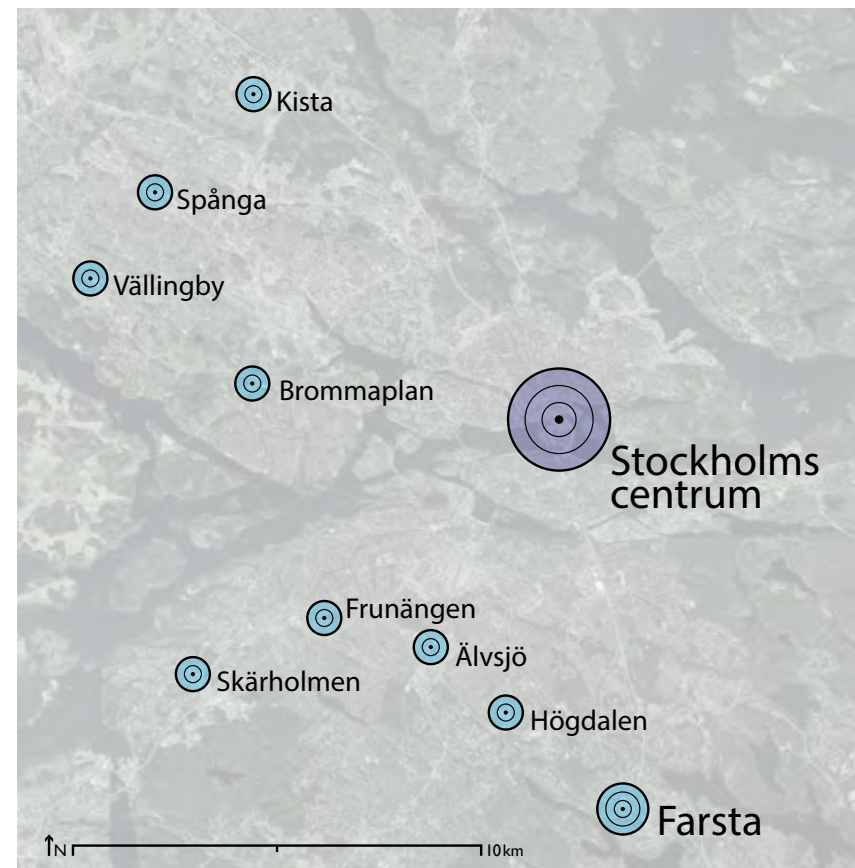 Kista
Spånga
Vällingby
Brommaplan
Stockholms
centrum
Frunängen
Älvsjö
Skärholmen
Högdalen
Farsta
N
10km